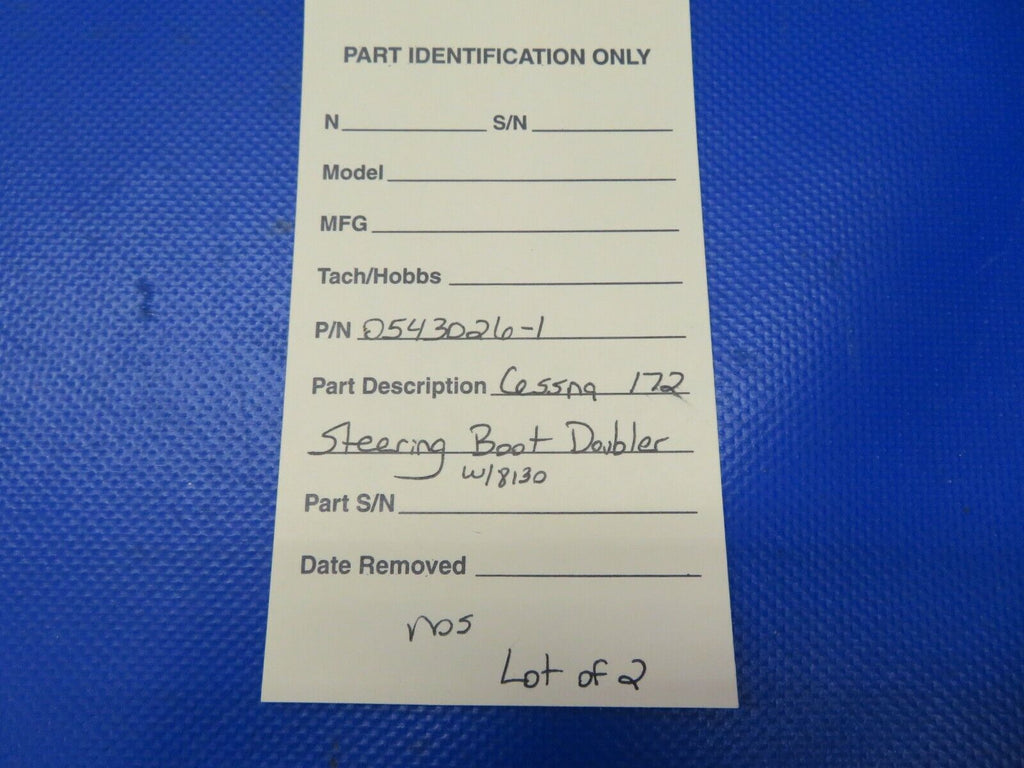 PART IDENTIFICATION ONLY
N S/N
Model
MFG
Tach/Hobbs
P/N 0543026-1
Part Description Cessna 172
Steering Boot Doubler
W/8130
Part S/N
Date Removed
NOS
Lot of 2